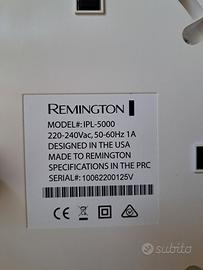 REMINGTON
MODEL#: IPL-5000
220-240Vac, 50-60Hz 1A
DESIGNED IN THE USA
MADE TO REMINGTON
SPECIFICATIONS IN THE PRC
SERIAL#: 10062200125V
subito